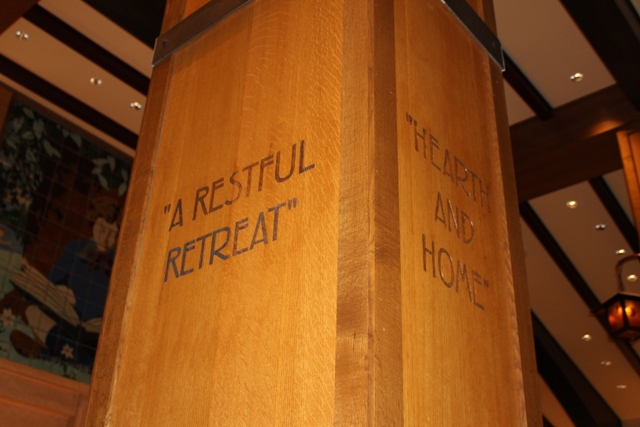 "A RESTFUL
RETREAT"
"HEARTH
AND
HOME"